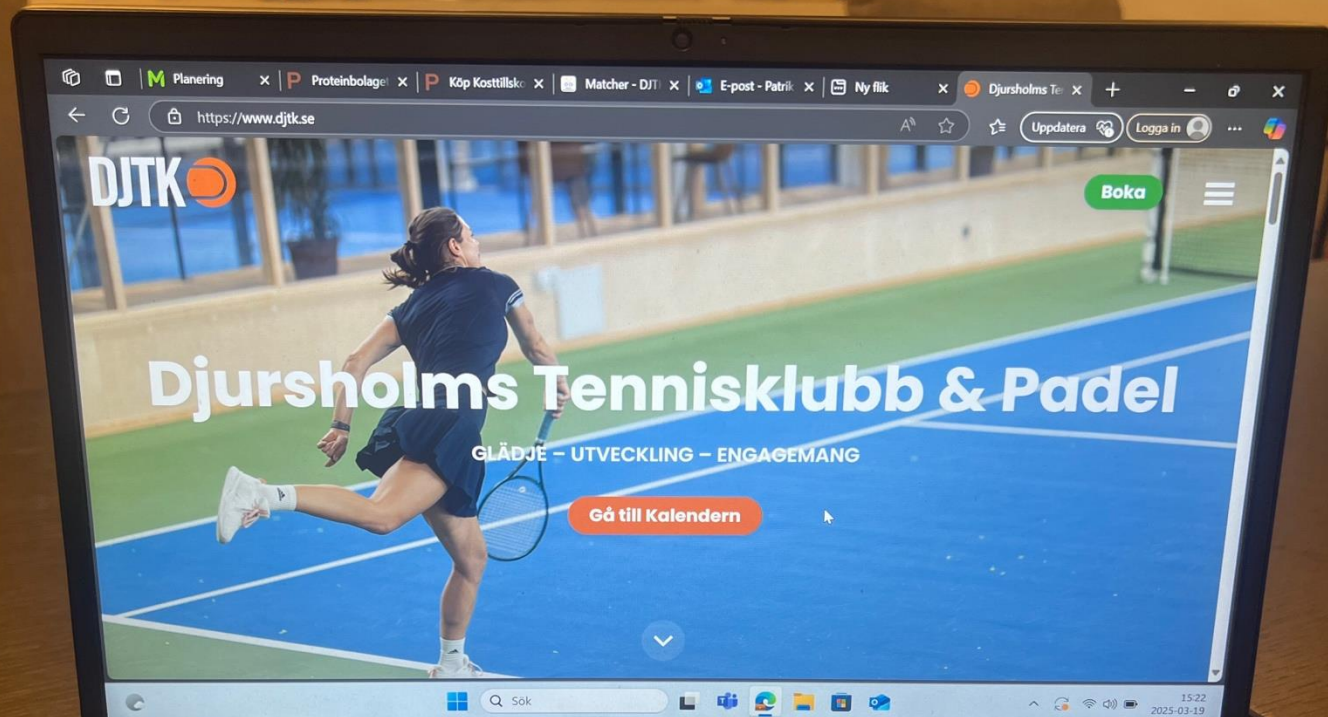 Planering
Proteinbolaget
Köp Kosttillsko
Matcher - DJT
E-post - Patrik
Ny flik
Djursholms Te
https://www.djtk.se
Uppdatera
Logga in
DJTK
Boka
Djursholms Tennisklubb & Padel
GLÄDJE – UTVECKLING – ENGAGEMANG
Gå till Kalendern
Sök
15:22
2025-03-19